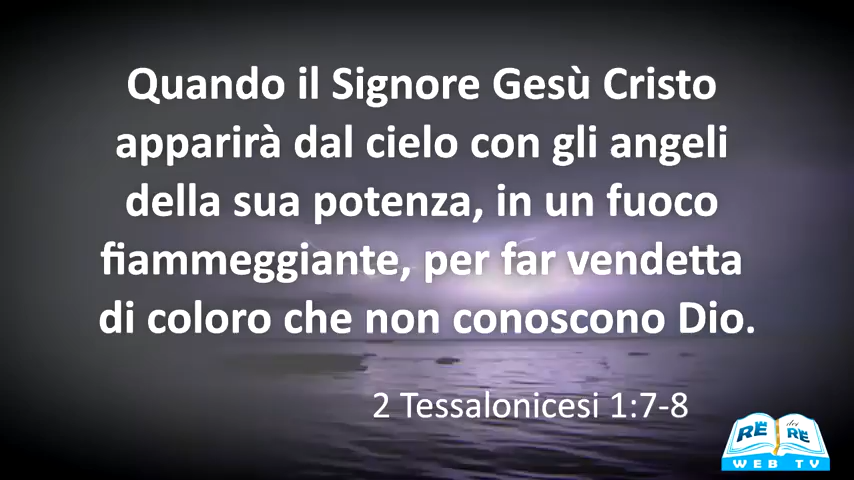 Quando il Signore Gesù Cristo
apparirà dal cielo con gli angeli
della sua potenza, in un fuoco
fiammeggiante, per far vendetta
di coloro che non conoscono Dio.
2 Tessalonicesi 1:7-8
RE dei RE
WEB TV